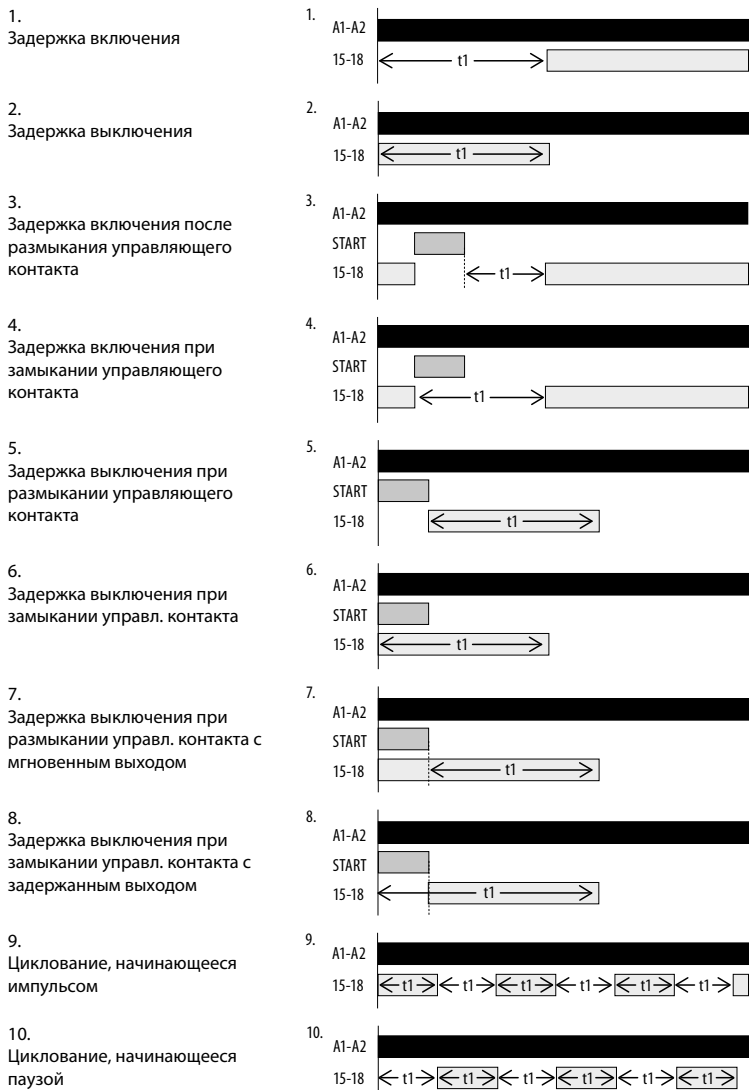 1.
Задержка включения
1.
A1-A2
15-18
t1
2.
Задержка выключения
2.
A1-A2
15-18
t1
3.
Задержка включения после
размыкания управляющего
контакта
3.
A1-A2
START
15-18
t1
4.
Задержка включения при
замыкании управляющего
контакта
4.
A1-A2
START
15-18
t1
5.
Задержка выключения при
размыкании управляющего
контакта
5.
A1-A2
START
15-18
t1
6.
Задержка выключения при
замыкании управл. контакта
6.
A1-A2
START
15-18
t1
7.
Задержка выключения при
размыкании управл. контакта с
мгновенным выходом
7.
A1-A2
START
15-18
t1
8.
Задержка выключения при
замыкании управл. контакта с
задержанным выходом
8.
A1-A2
START
15-18
t1
9.
Циклование, начинающееся
импульсом
9.
A1-A2
15-18
t1 t1 t1 t1 t1 t1
10.
Циклование, начинающееся
паузой
10.
A1-A2
15-18
t1 t1 t1 t1 t1 t1